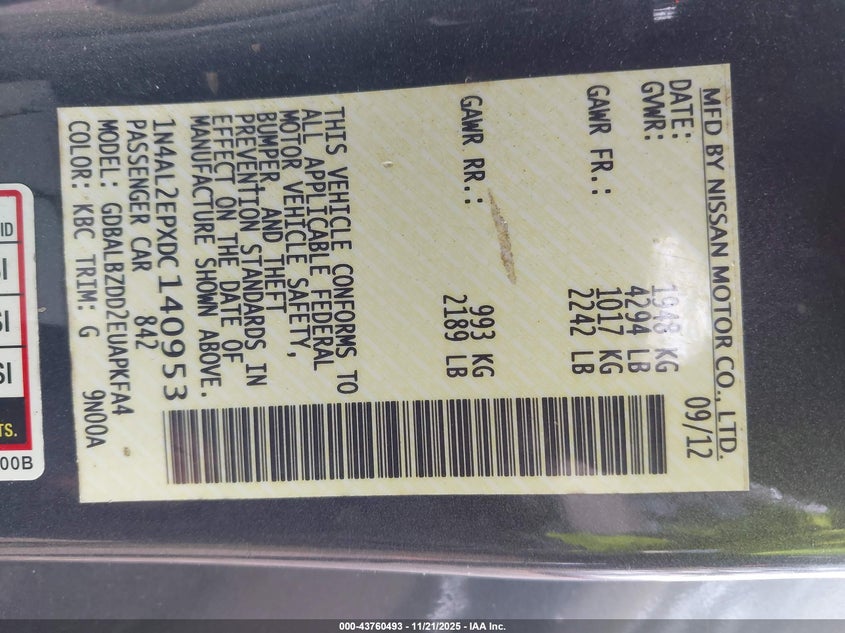 MFD BY NISSAN MOTOR CO., LTD.
DATE: 09/12
GVWR: 1948 KG
4294 LB
GAWR FR.: 1017 KG
2242 LB
GAWR RR.: 993 KG
2189 LB
THIS VEHICLE CONFORMS TO
ALL APPLICABLE FEDERAL
MOTOR VEHICLE SAFETY,
BUMPER AND THEFT
PREVENTION STANDARDS IN
EFFECT ON THE DATE OF
MANUFACTURE SHOWN ABOVE.
1N4AL2EPXDC140953
PASSENGER CAR 842
MODEL: GDBALBZDD2EUAPKFA4
COLOR: KBC TRIM: G 9N00A
TS.
00B
000-43760493 - 11/21/2025 - IAA Inc.